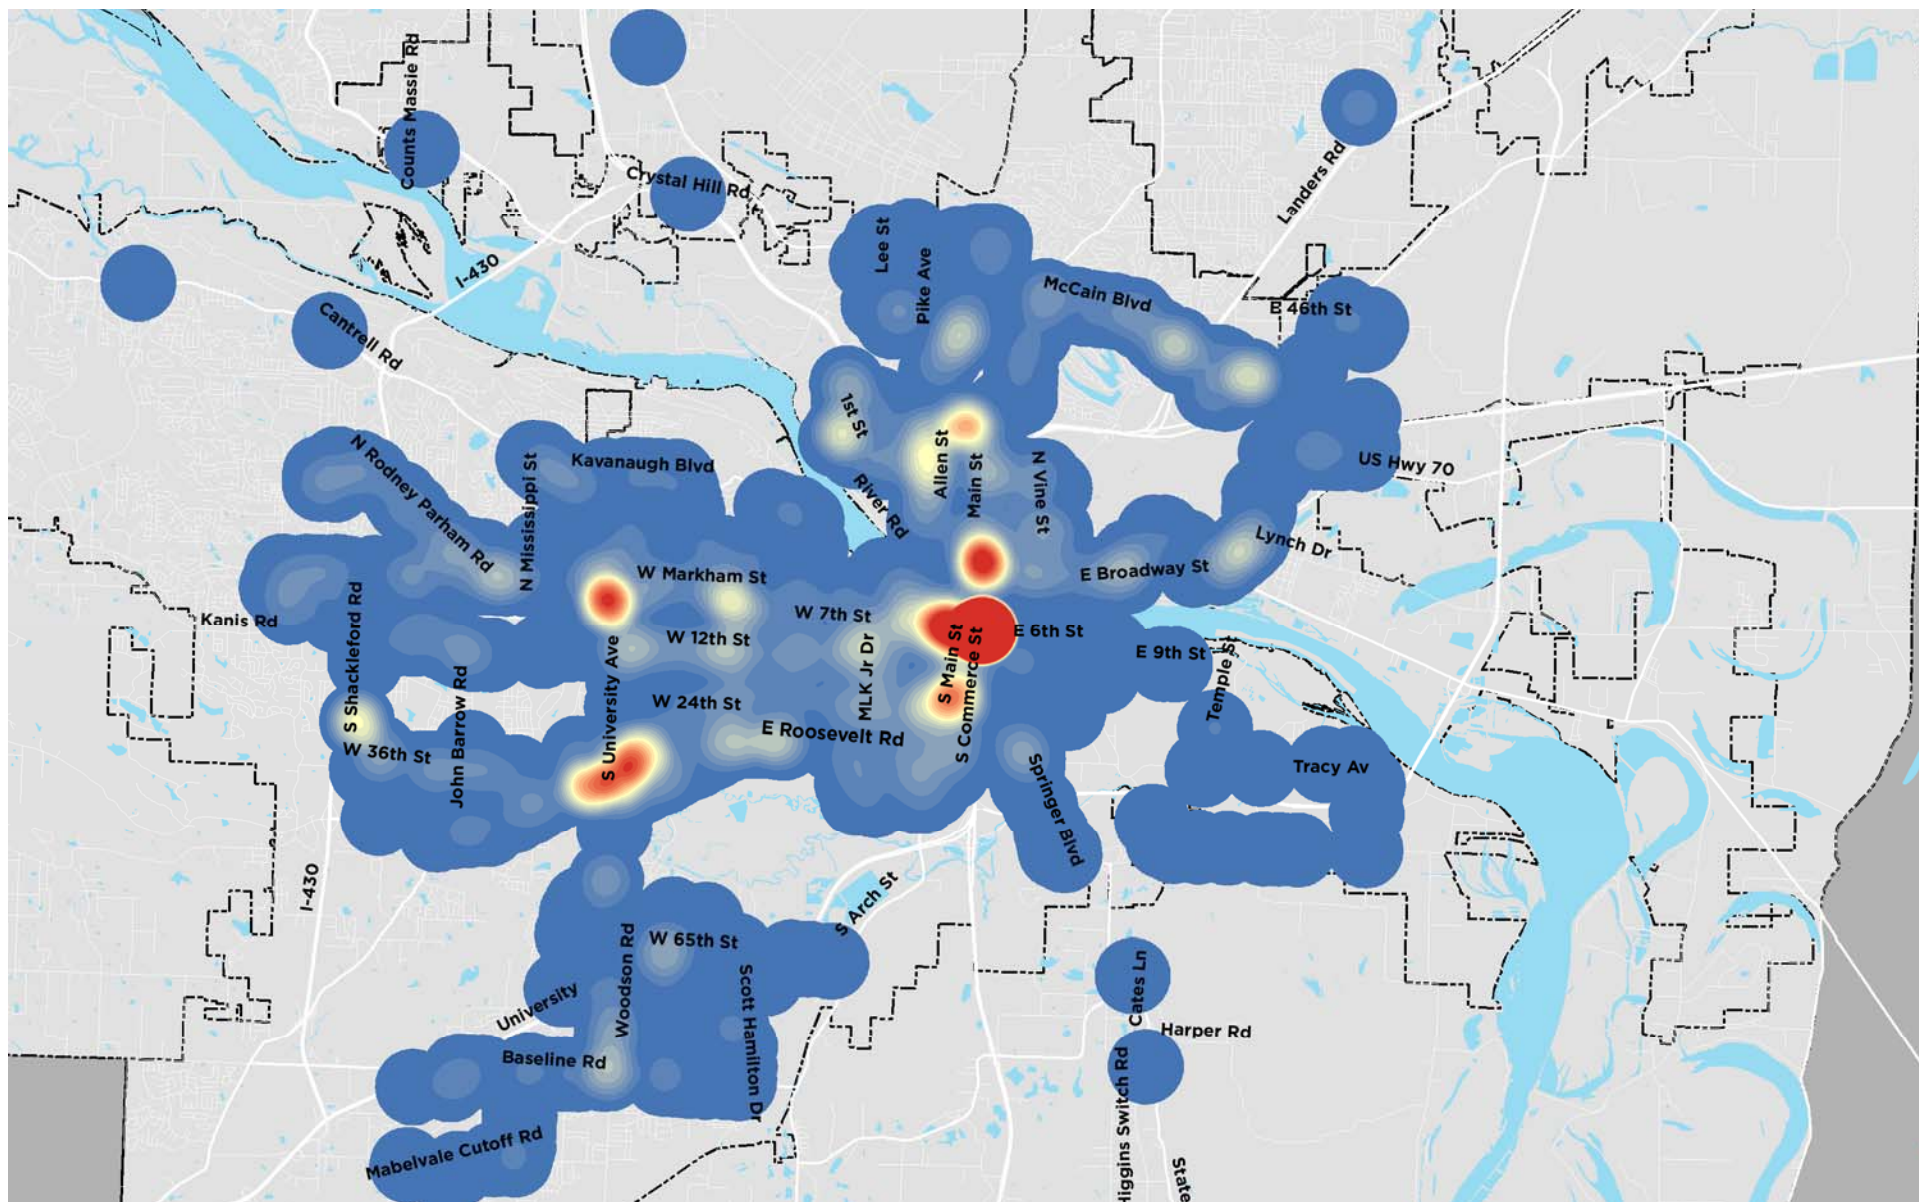 Counts Massie Rd
Crystal Hill Rd
Landers Rd
I-430
Lee St
Pike Ave
McCain Blvd
E 46th St
Cantrell Rd
1st St
Allen St
Main St
N Vine St
US Hwy 70
N Rodney Parham Rd
N Mississippi St
Kavanaugh Blvd
River Rd
Lynch Dr
W Markham St
E Broadway St
Kanis Rd
S Shackleford Rd
W 7th St
E 6th St
W 12th St
S University Ave
MLK Jr Dr
S Main St
S Commerce St
E 9th St
Temple St
John Barrow Rd
W 24th St
W 36th St
E Roosevelt Rd
Springer Blvd
Tracy Av
I-430
S Arch St
Woodson Rd
W 65th St
Scott Hamilton Dr
University
Cates Ln
Harper Rd
Baseline Rd
Higgins Switch Rd
Mabelvale Cutoff Rd
State